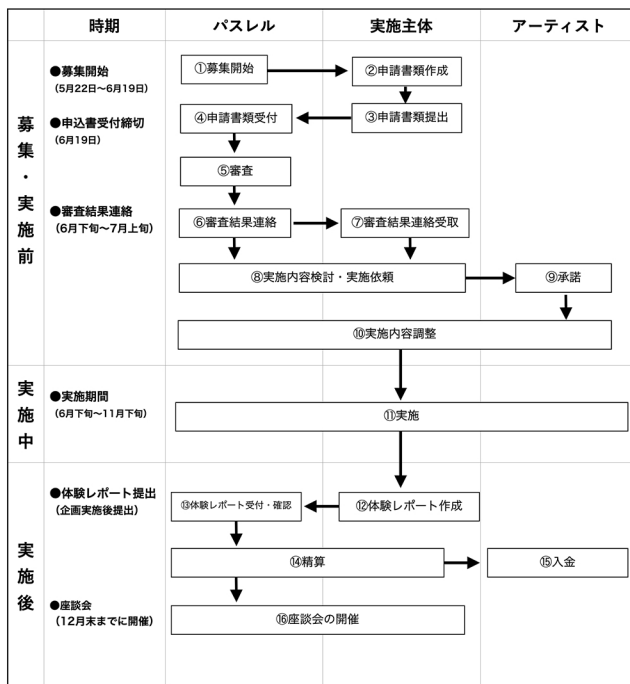 時期
パスレル
実施主体
アーティスト
募集・実施前
●募集開始
(5月22日〜6月19日)
①募集開始
②申請書類作成
●申込書受付締切
(6月19日)
④申請書類受付
③申請書類提出
⑤審査
●審査結果連絡
(6月下旬〜7月上旬)
⑥審査結果連絡
⑦審査結果連絡受取
⑧実施内容検討・実施依頼
⑨承諾
⑩実施内容調整
実施中
●実施期間
(6月下旬〜11月下旬)
⑪実施
実施後
●体験レポート提出
(企画実施後提出)
⑬体験レポート受付・確認
⑫体験レポート作成
⑭精算
⑮入金
●座談会
(12月末までに開催)
⑯座談会の開催